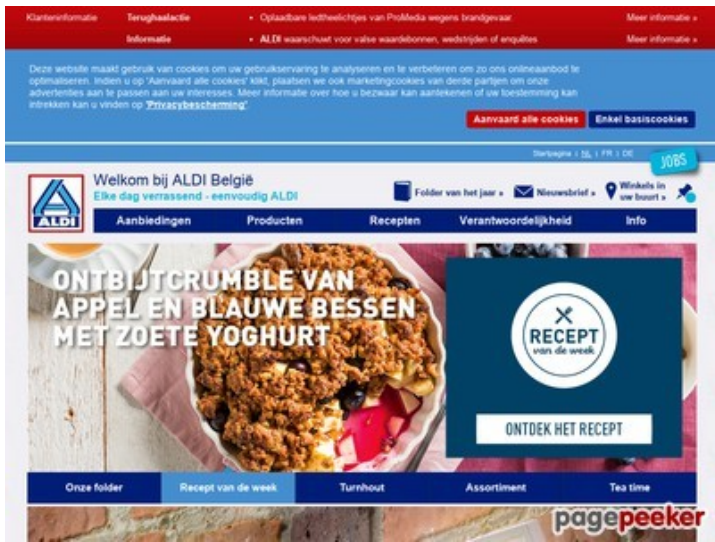 Klanteninformatie
Terughaalactie
• Oplaadbare ledtheelichtjes van ProMedia wegens brandgevaar.
Meer informatie »
Informatie
• ALDI waarschuwt voor valse waardebonnen, wedstrijden of enquêtes
Meer informatie »
Deze website maakt gebruik van cookies om uw gebruikservaring te analyseren en te verbeteren om zo ons onlineaanbod te
optimaliseren. Indien u op 'Aanvaard alle cookies' klikt, plaatsen we ook marketingcookies van derde partijen om onze
advertenties aan te passen aan uw interesses. Meer informatie over hoe u bezwaar kan aantekenen of uw toestemming kan
intrekken kan u vinden op 'Privacybescherming'.
Aanvaard alle cookies
Enkel basiscookies
Startpagina | NL | FR | DE
JOBS
ALDI
Welkom bij ALDI België
Elke dag verrassend - eenvoudig ALDI
Folder van het jaar »
Nieuwsbrief »
Winkels in
uw buurt »
Aanbiedingen
Producten
Recepten
Verantwoordelijkheid
Info
ONTBIJTCRUMBLE VAN
APPEL EN BLAUWE BESSEN
MET ZOETE YOGHURT
RECEPT
van de week
ONTDEK HET RECEPT
Onze folder
Recept van de week
Turnhout
Assortiment
Tea time
pagepeeker